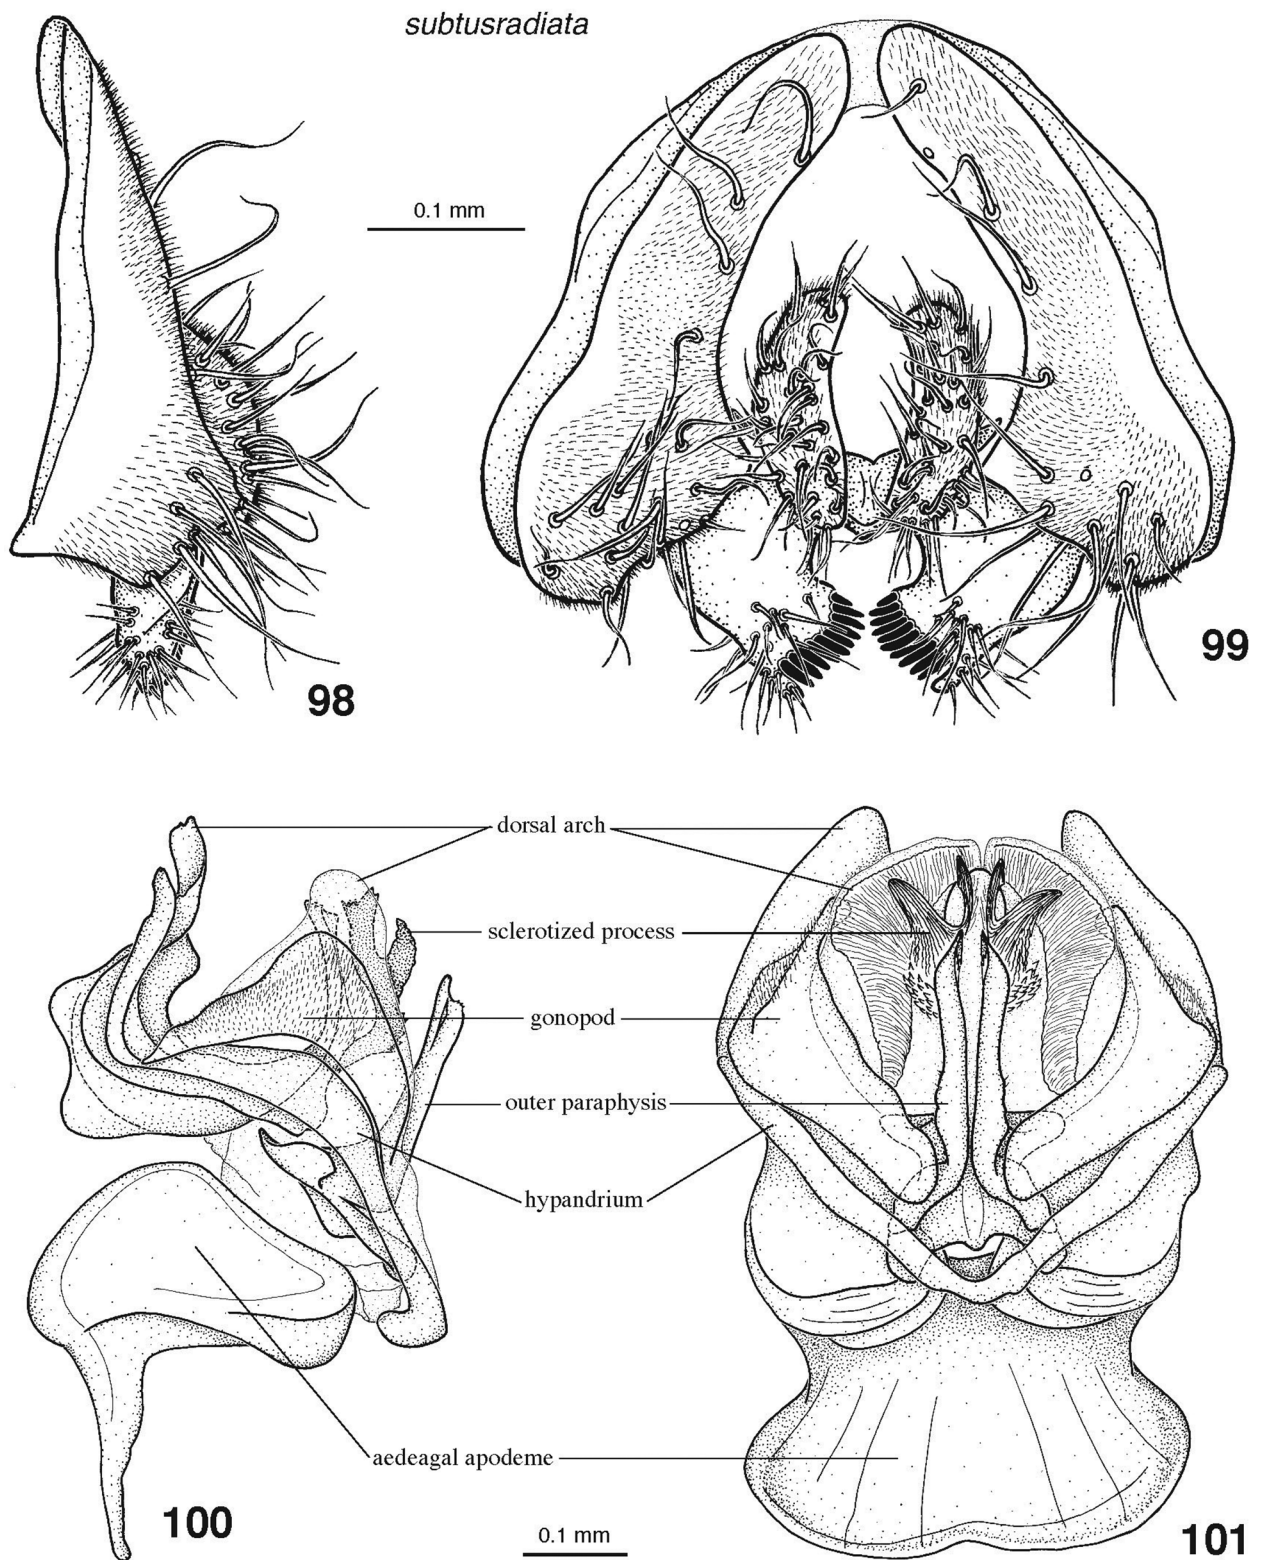 subtusradiata
0.1 mm
98
99
dorsal arch
sclerotized process
gonopod
outer paraphysis
hypandrium
aedeagal apodeme
100
0.1 mm
101